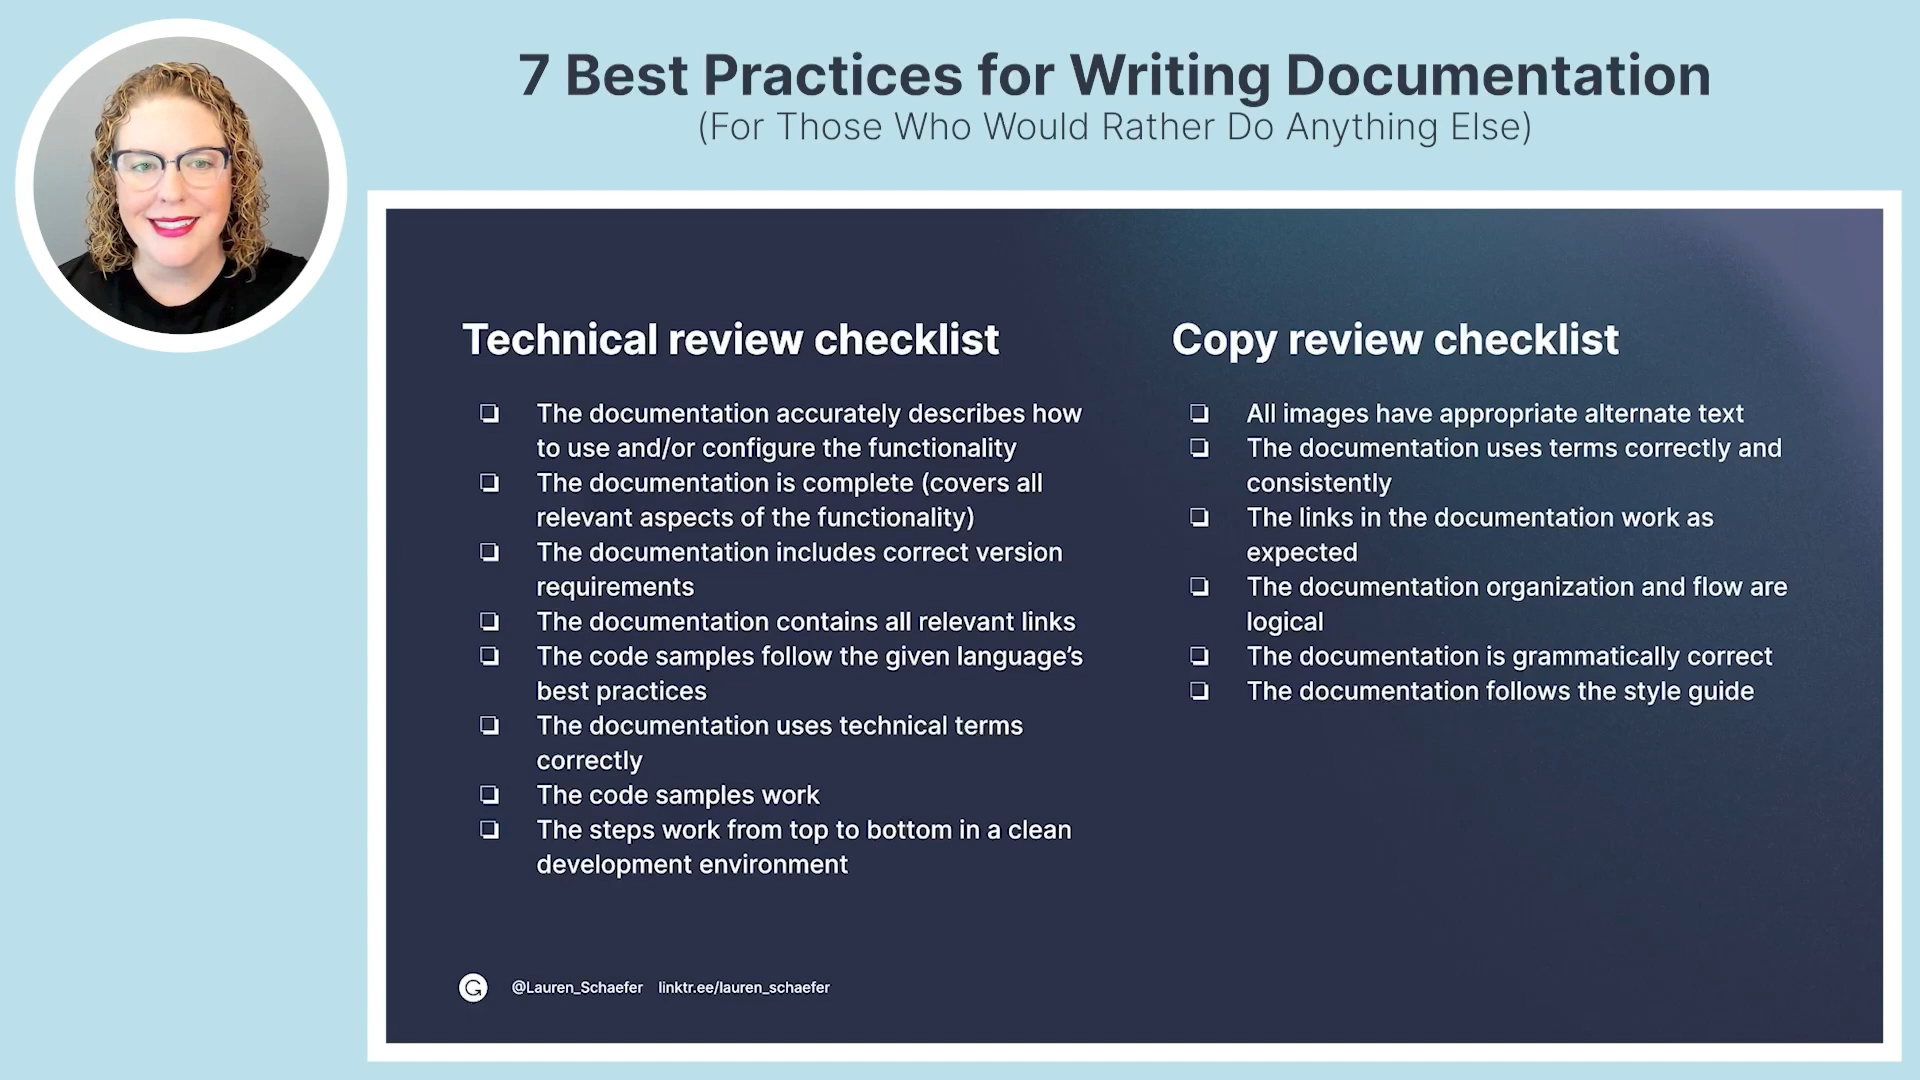 7 Best Practices for Writing Documentation
(For Those Who Would Rather Do Anything Else)
Technical review checklist
The documentation accurately describes how
to use and/or configure the functionality
The documentation is complete (covers all
relevant aspects of the functionality)
The documentation includes correct version
requirements
The documentation contains all relevant links
The code samples follow the given language’s
best practices
The documentation uses technical terms
correctly
The code samples work
The steps work from top to bottom in a clean
development environment
Copy review checklist
All images have appropriate alternate text
The documentation uses terms correctly and
consistently
The links in the documentation work as
expected
The documentation organization and flow are
logical
The documentation is grammatically correct
The documentation follows the style guide
G @Lauren_Schaefer linktr.ee/lauren_schaefer